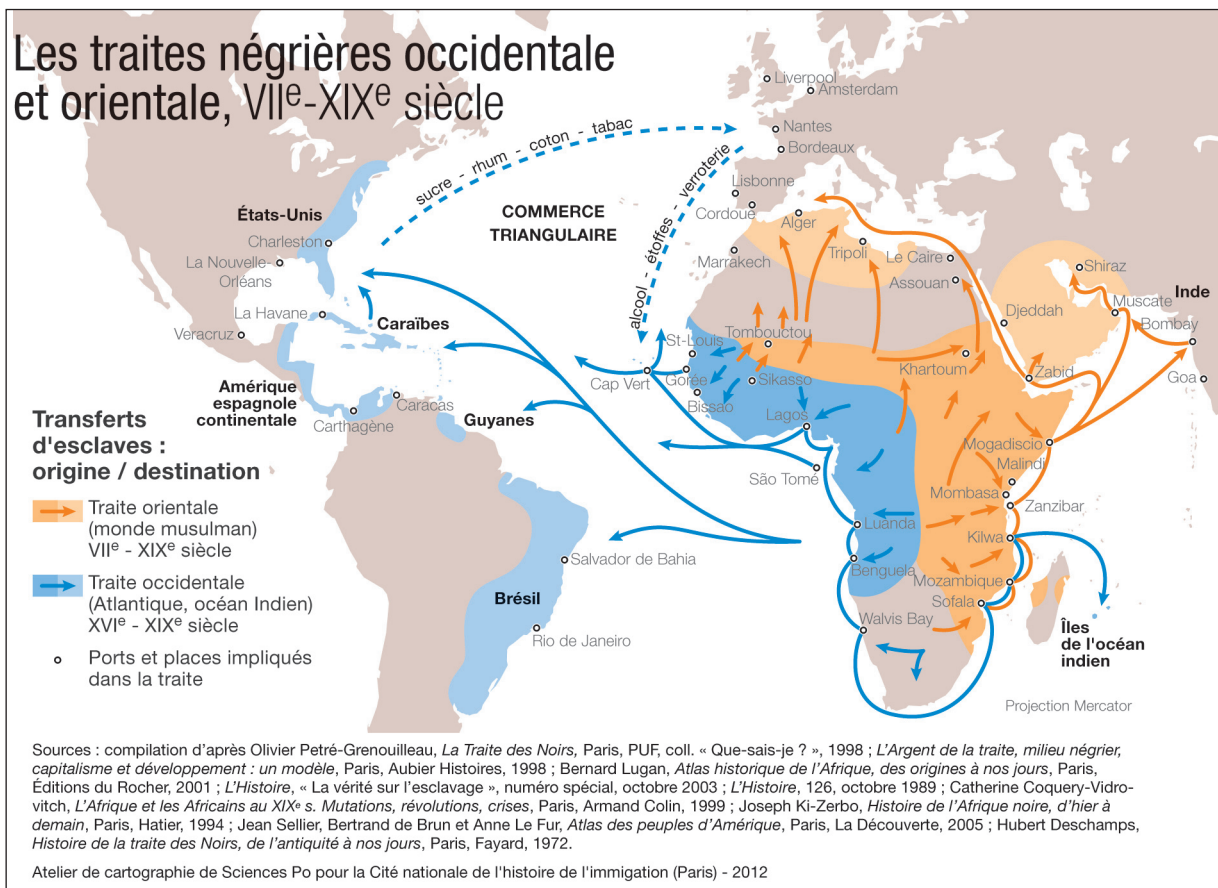 Les traites négrières occidentale
et orientale, VIIe-XIXe siècle
Liverpool
Amsterdam
Nantes
Bordeaux
sucre - rhum - coton - tabac
alcool - étoffes - verroterie
COMMERCE
TRIANGULAIRE
Lisbonne
Cordoue
Alger
Tripoli
Marrakech
Le Caire
Assouan
Shiraz
Djeddah
Muscate
Inde
Bombay
Goa
États-Unis
Charleston
La Nouvelle-
Orléans
La Havane
Caraïbes
Veracruz
Amérique
espagnole
continentale
Caracas
Carthagène
Guyanes
St-Louis
Tombouctou
Cap Vert
Gorée
Sikasso
Bissao
Khartoum
Zabid
Lagos
Mogadiscio
Malindi
São Tomé
Mombasa
Zanzibar
Luanda
Kilwa
Benguela
Mozambique
Sofala
Walvis Bay
Îles
de l'océan
indien
Salvador de Bahia
Brésil
Rio de Janeiro
Projection Mercator
Transferts
d'esclaves :
origine / destination
Traite orientale
(monde musulman)
VIIe - XIXe siècle
Traite occidentale
(Atlantique, océan Indien)
XVIe - XIXe siècle
Ports et places impliqués
dans la traite
Sources : compilation d’après Olivier Petré-Grenouilleau, La Traite des Noirs, Paris, PUF, coll. « Que-sais-je ? », 1998 ; L'Argent de la traite, milieu négrier,
capitalisme et développement : un modèle, Paris, Aubier Histoires, 1998 ; Bernard Lugan, Atlas historique de l'Afrique, des origines à nos jours, Paris,
Éditions du Rocher, 2001 ; L'Histoire, « La vérité sur l'esclavage », numéro spécial, octobre 2003 ; L'Histoire, 126, octobre 1989 ; Catherine Coquery-Vidro-
vitch, L'Afrique et les Africains au XIXe s. Mutations, révolutions, crises, Paris, Armand Colin, 1999 ; Joseph Ki-Zerbo, Histoire de l'Afrique noire, d'hier à
demain, Paris, Hatier, 1994 ; Jean Sellier, Bertrand de Brun et Anne Le Fur, Atlas des peuples d'Amérique, Paris, La Découverte, 2005 ; Hubert Deschamps,
Histoire de la traite des Noirs, de l'antiquité à nos jours, Paris, Fayard, 1972.
Atelier de cartographie de Sciences Po pour la Cité nationale de l'histoire de l'immigation (Paris) - 2012